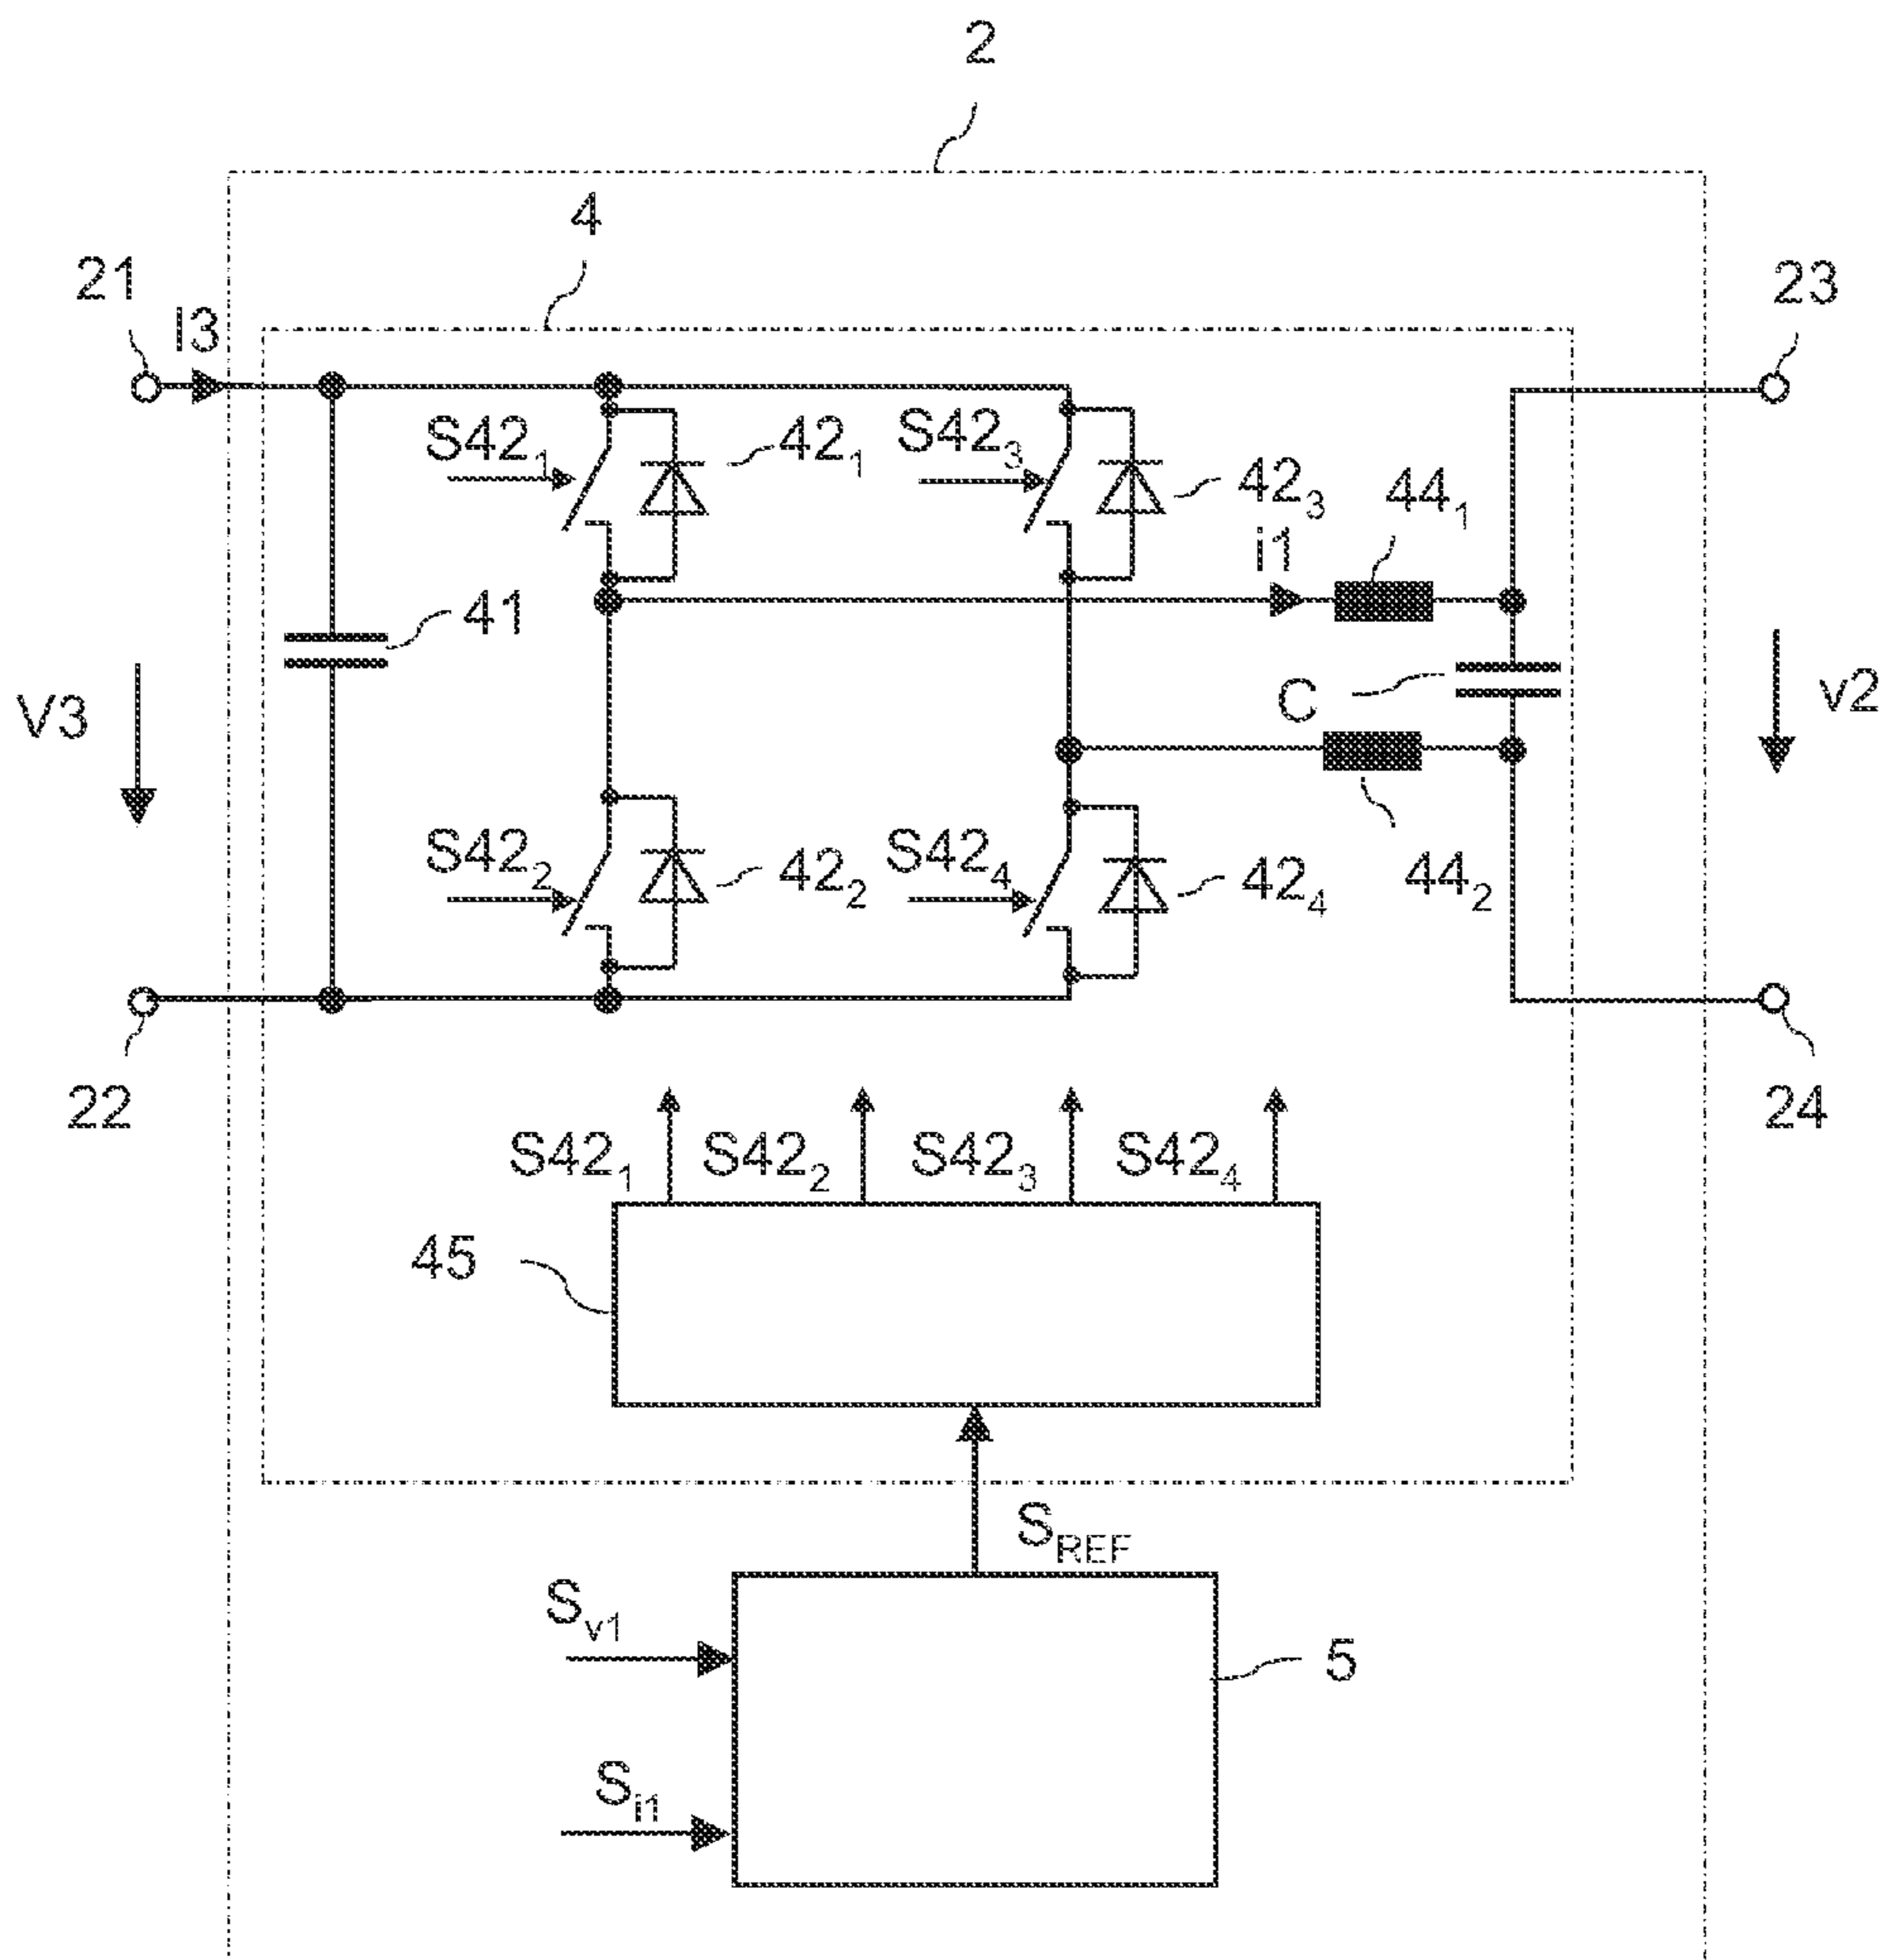 2
4
21
I3
23
S42₁
42₁
S42₃
42₃
44₁
i1
41
V3
C
v2
S42₂
42₂
S42₄
42₄
44₂
22
24
S42₁
S42₂
S42₃
S42₄
45
S_REF
S_v1
5
S_i1